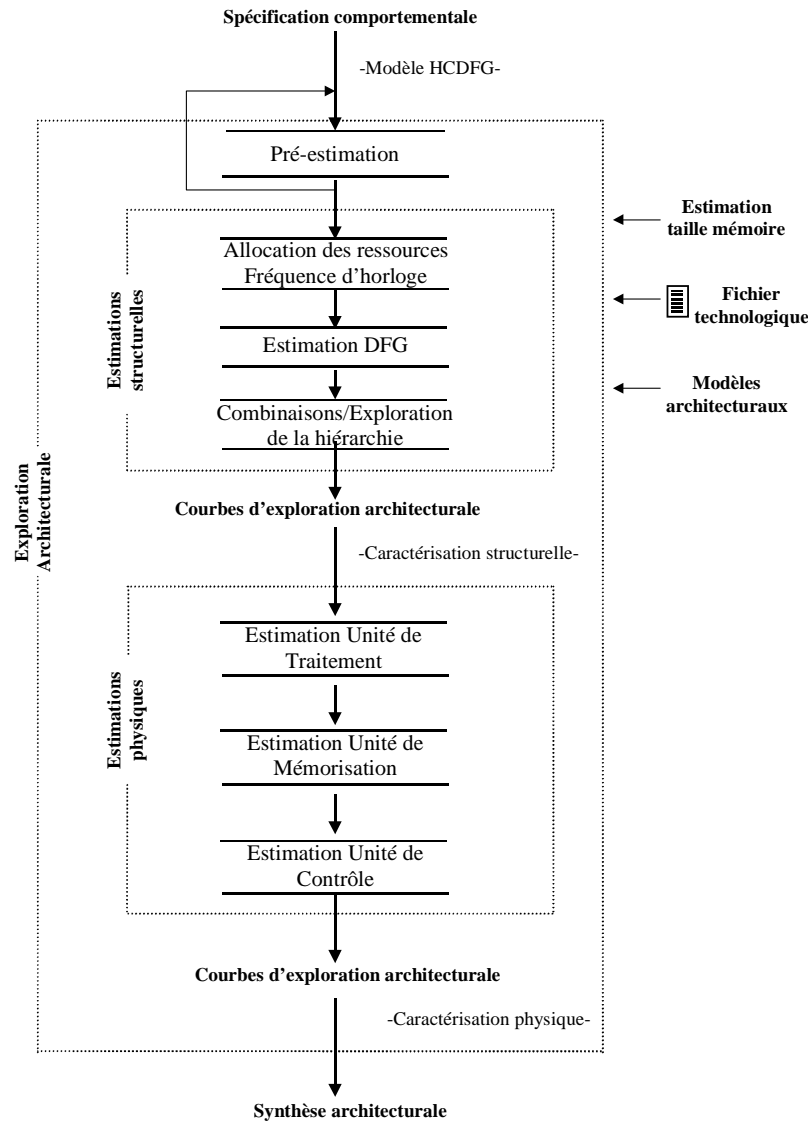 Spécification comportementale
-Modèle HCDFG-
Pré-estimation
Estimation
taille mémoire
Allocation des ressources
Fréquence d'horloge
Fichier
technologique
Estimations
structurelles
Estimation DFG
Modèles
architecturaux
Combinaisons/Exploration
de la hiérarchie
Exploration
Architecturale
Courbes d'exploration architecturale
-Caractérisation structurelle-
Estimation Unité de
Traitement
Estimations
physiques
Estimation Unité de
Mémorisation
Estimation Unité de
Contrôle
Courbes d'exploration architecturale
-Caractérisation physique-
Synthèse architecturale